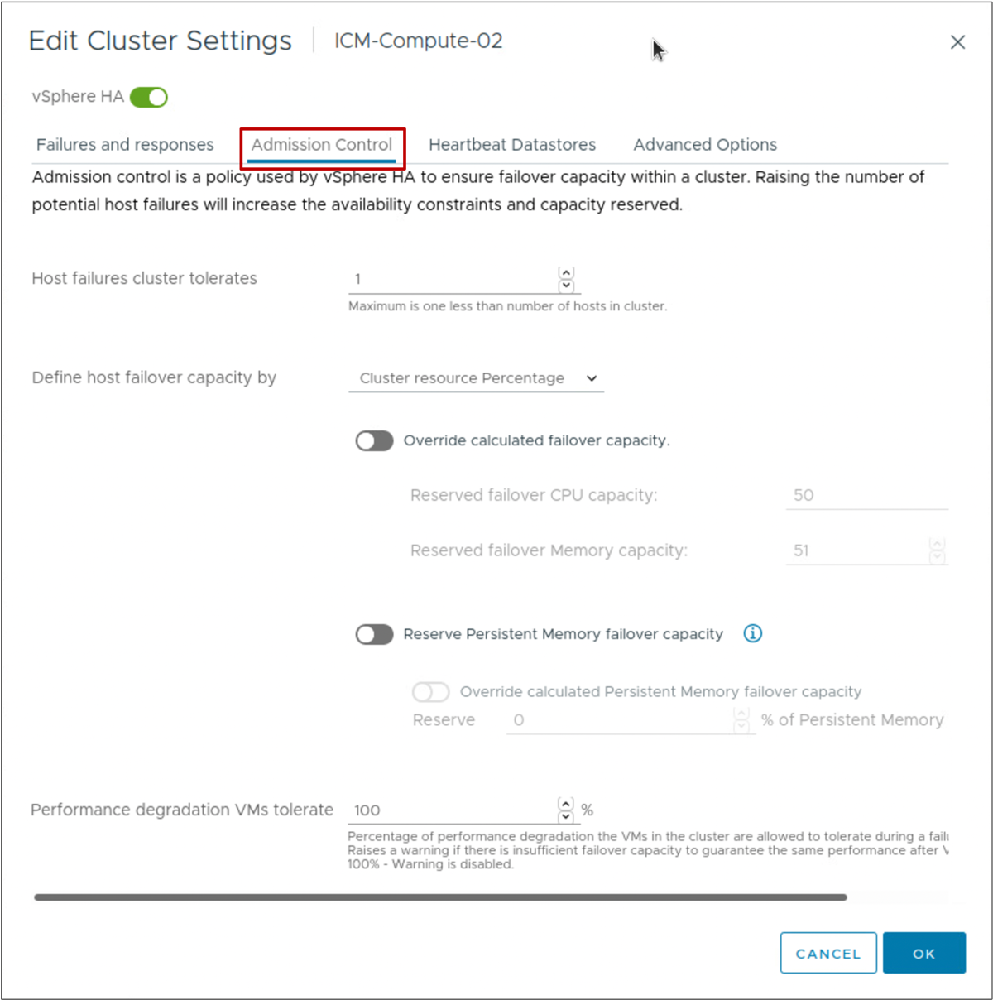 Edit Cluster Settings ICM-Compute-02
vSphere HA
Failures and responses Admission Control Heartbeat Datastores Advanced Options
Admission control is a policy used by vSphere HA to ensure failover capacity within a cluster. Raising the number of
potential host failures will increase the availability constraints and capacity reserved.
Host failures cluster tolerates 1
Maximum is one less than number of hosts in cluster.
Define host failover capacity by Cluster resource Percentage
Override calculated failover capacity.
Reserved failover CPU capacity: 50
Reserved failover Memory capacity: 51
Reserve Persistent Memory failover capacity
Override calculated Persistent Memory failover capacity
Reserve 0 % of Persistent Memory
Performance degradation VMs tolerate 100 %
Percentage of performance degradation the VMs in the cluster are allowed to tolerate during a
Raises a warning if there is insufficient failover capacity to guarantee the same performance after
100% - Warning is disabled.
CANCEL OK